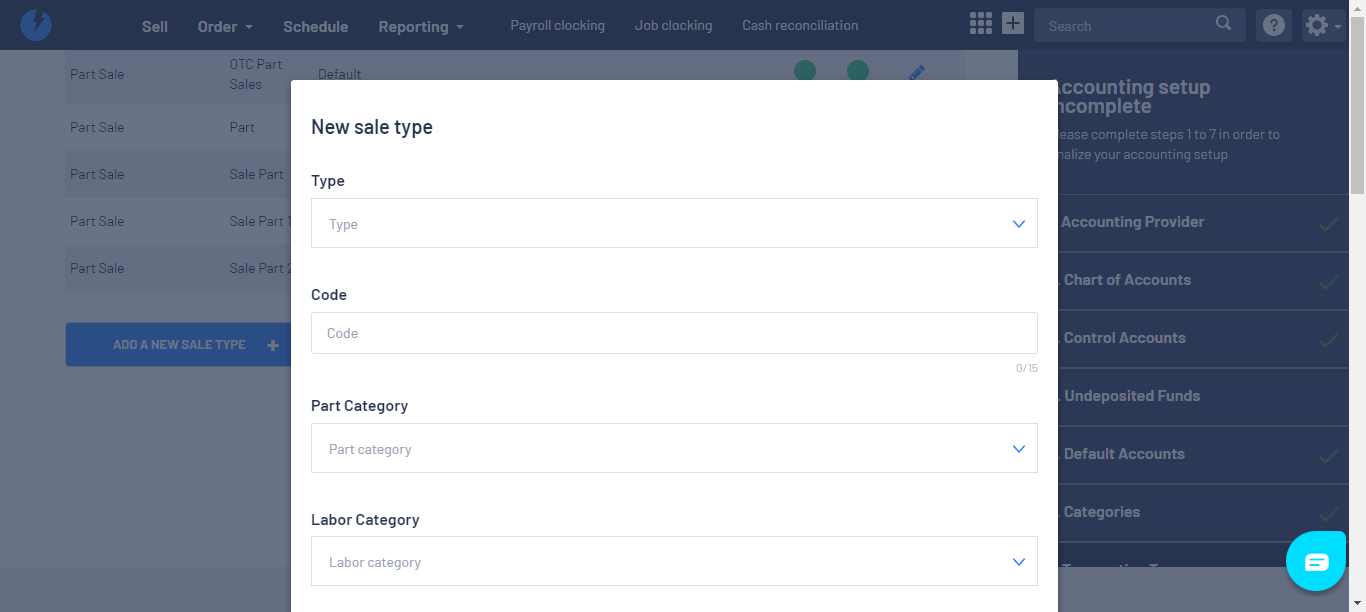 Sell Order Schedule Reporting Payroll clocking Job clocking Cash reconciliation Search
Part Sale OTC Part Sales Default
Part Sale Part
Part Sale Sale Part
Part Sale Sale Part 1
Part Sale Sale Part 2
ADD A NEW SALE TYPE +
New sale type
Type
Type
Code
Code
0/15
Part Category
Part category
Labor Category
Labor category
Accounting setup
incomplete
Please complete steps 1 to 7 in order to
finalize your accounting setup
Accounting Provider
. Chart of Accounts
. Control Accounts
. Undeposited Funds
. Default Accounts
. Categories